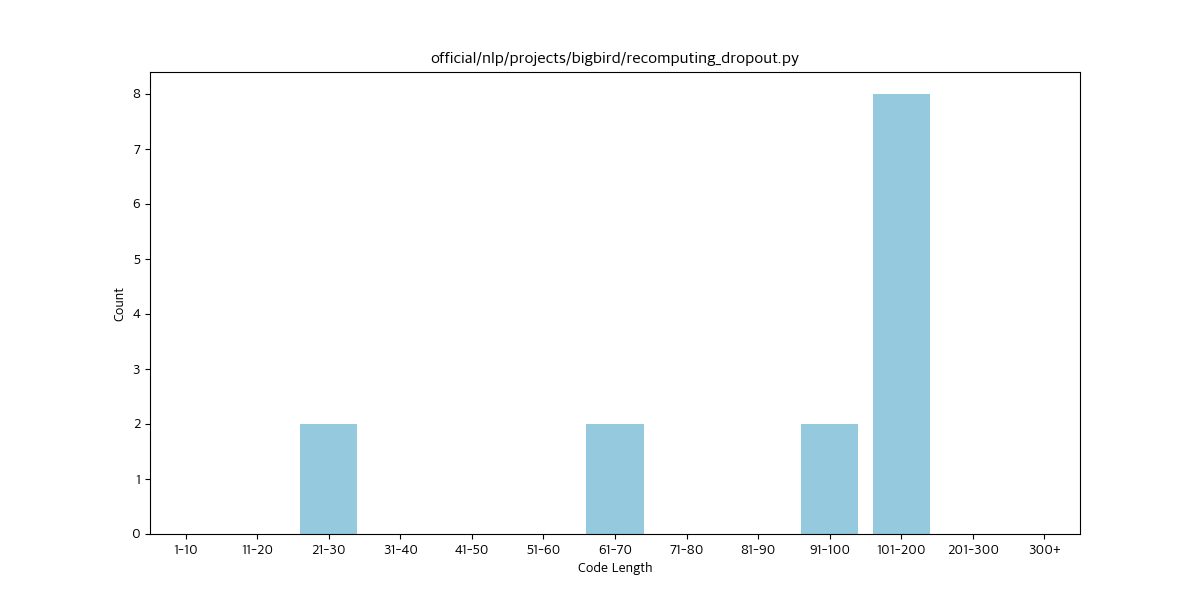 official/nlp/projects/bigbird/recomputing_dropout.py
8
7
6
5
4
3
2
1
0
Count
1-10 11-20 21-30 31-40 41-50 51-60 61-70 71-80 81-90 91-100 101-200 201-300 300+
Code Length